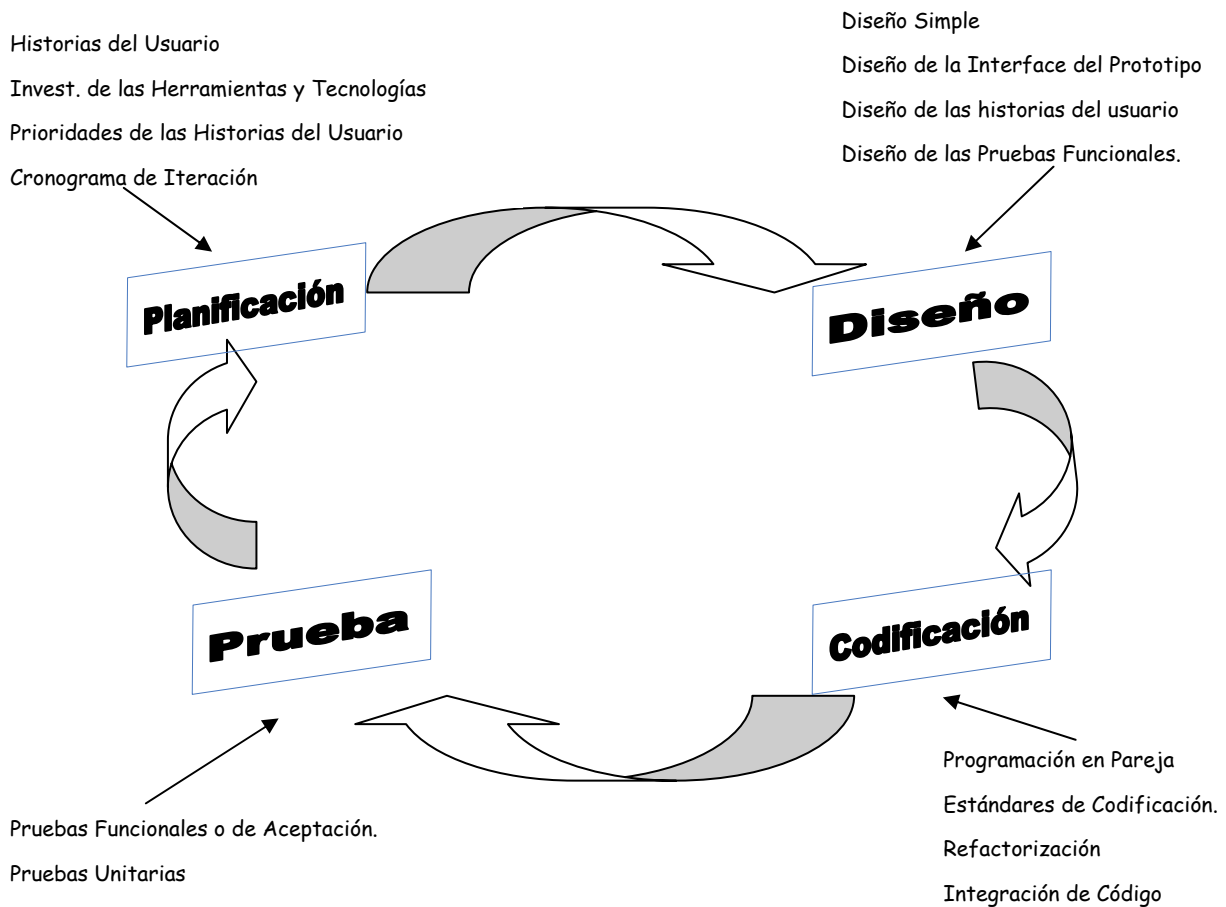 Historias del Usuario
Invest. de las Herramientas y Tecnologías
Prioridades de las Historias del Usuario
Cronograma de Iteración
Diseño Simple
Diseño de la Interface del Prototipo
Diseño de las historias del usuario
Diseño de las Pruebas Funcionales.
Planificación
Diseño
Prueba
Codificación
Pruebas Funcionales o de Aceptación.
Pruebas Unitarias
Programación en Pareja
Estándares de Codificación.
Refactorización
Integración de Código